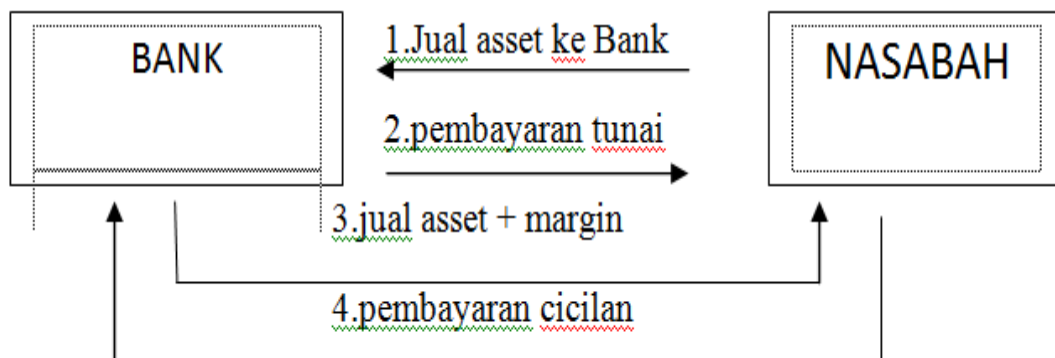 BANK
NASABAH
1.Jual asset ke Bank
2.pembayaran tunai
3.jual asset + margin
4.pembayaran cicilan